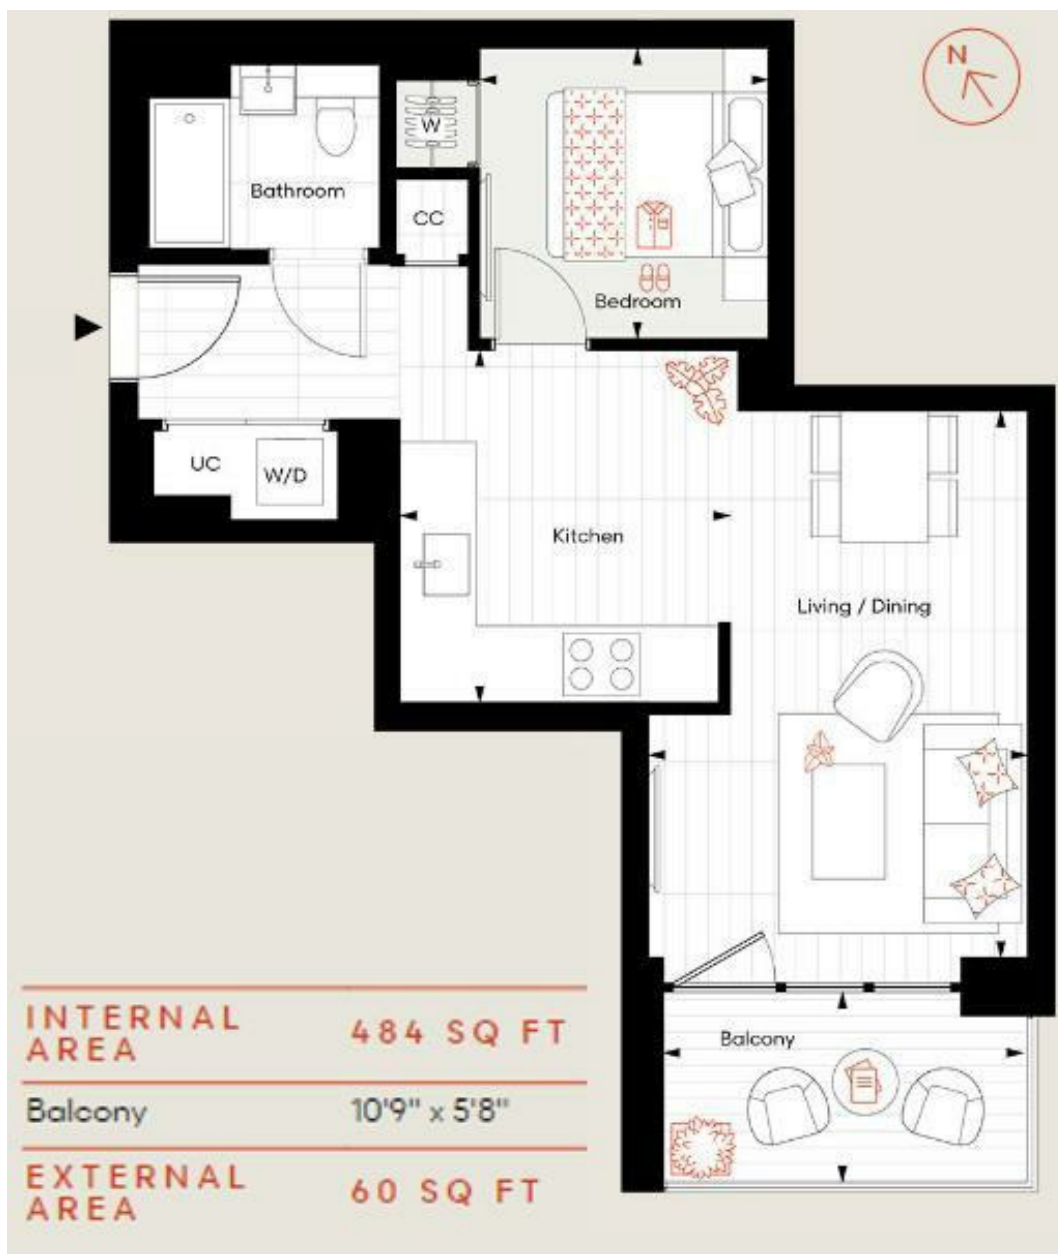 N
W
Bathroom
CC
Bedroom
UC
W/D
Kitchen
Living / Dining
Balcony
INTERNAL
AREA
484 SQ FT
Balcony
10'9" x 5'8"
EXTERNAL
AREA
60 SQ FT